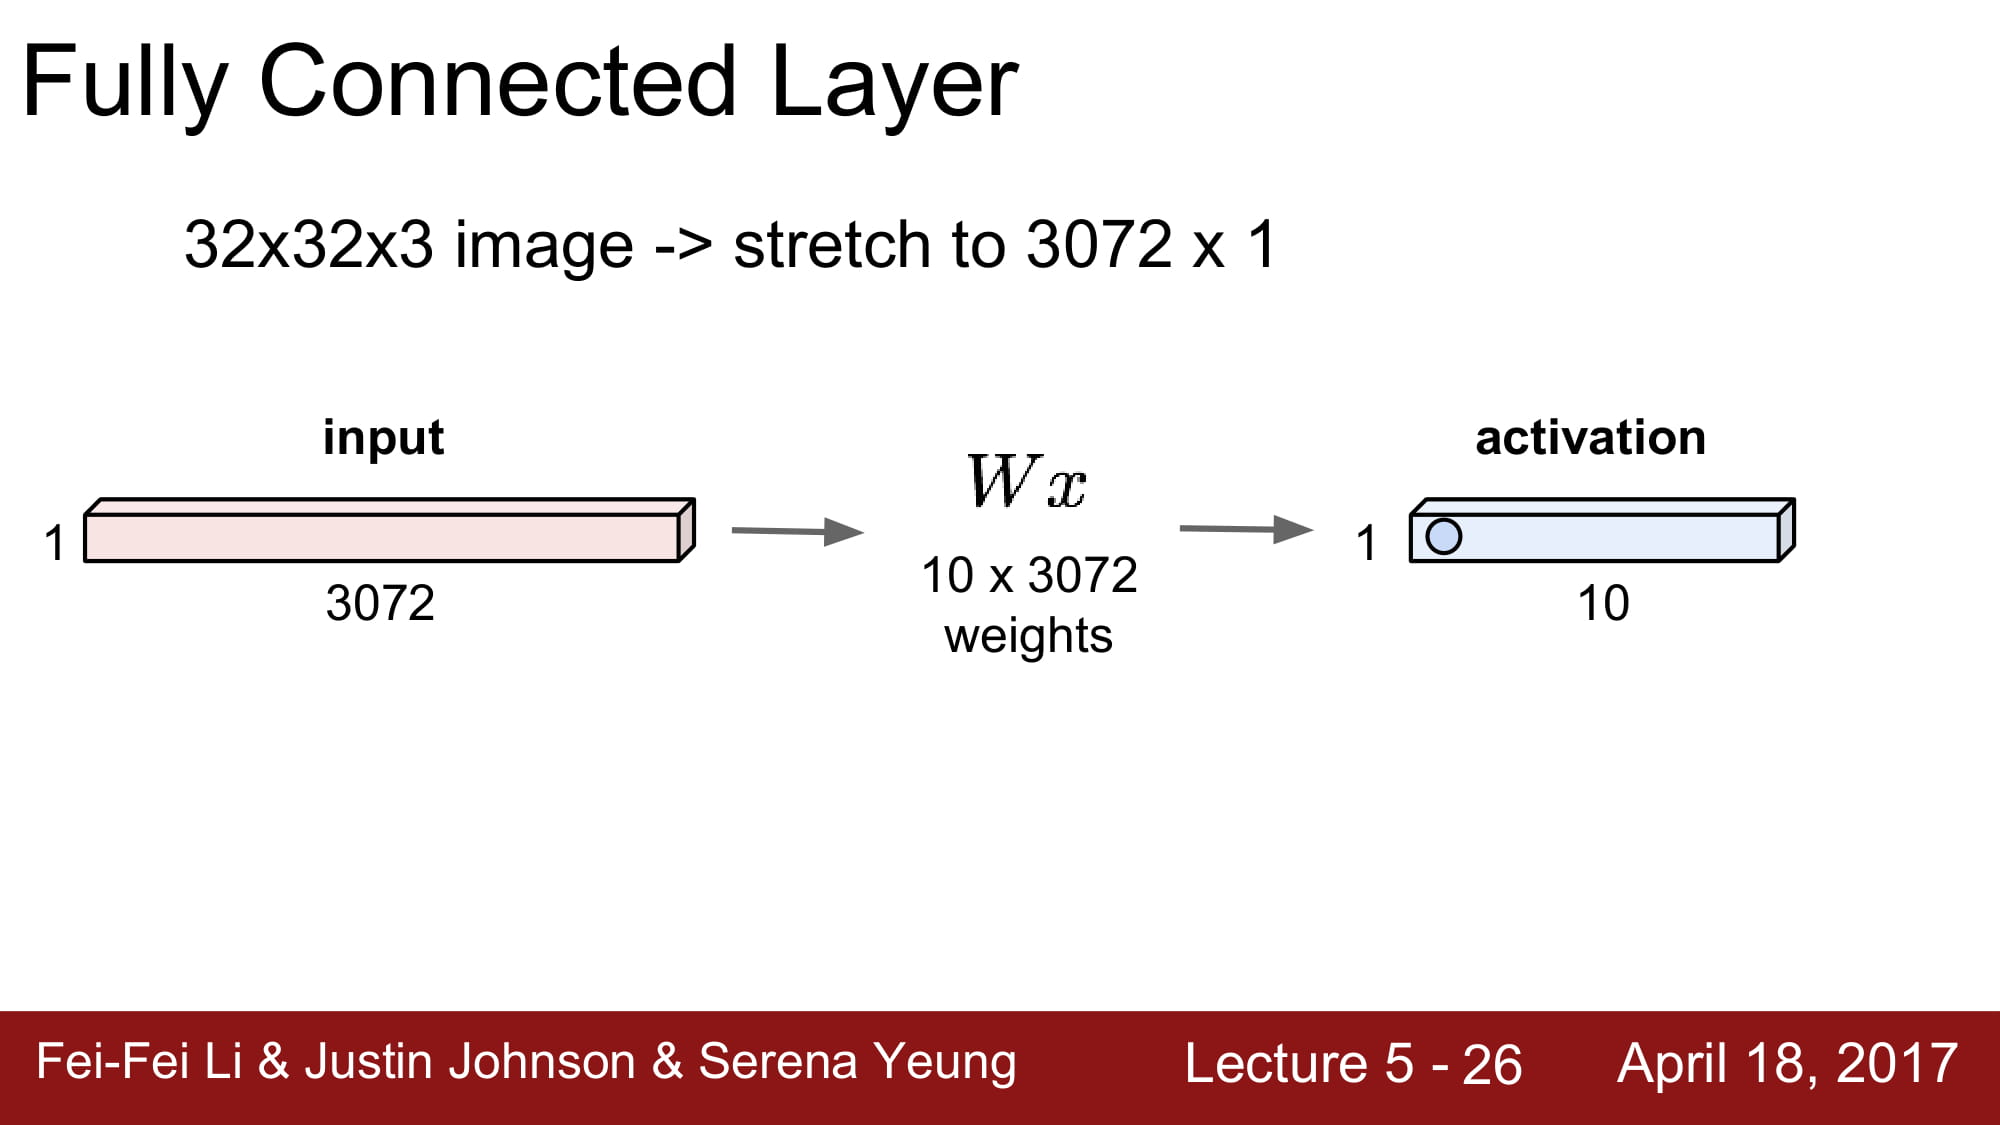 Fully Connected Layer
32x32x3 image -> stretch to 3072 x 1
input
1
3072
Wx
10 x 3072
weights
activation
1
10
Fei-Fei Li & Justin Johnson & Serena Yeung
Lecture 5 - 26
April 18, 2017